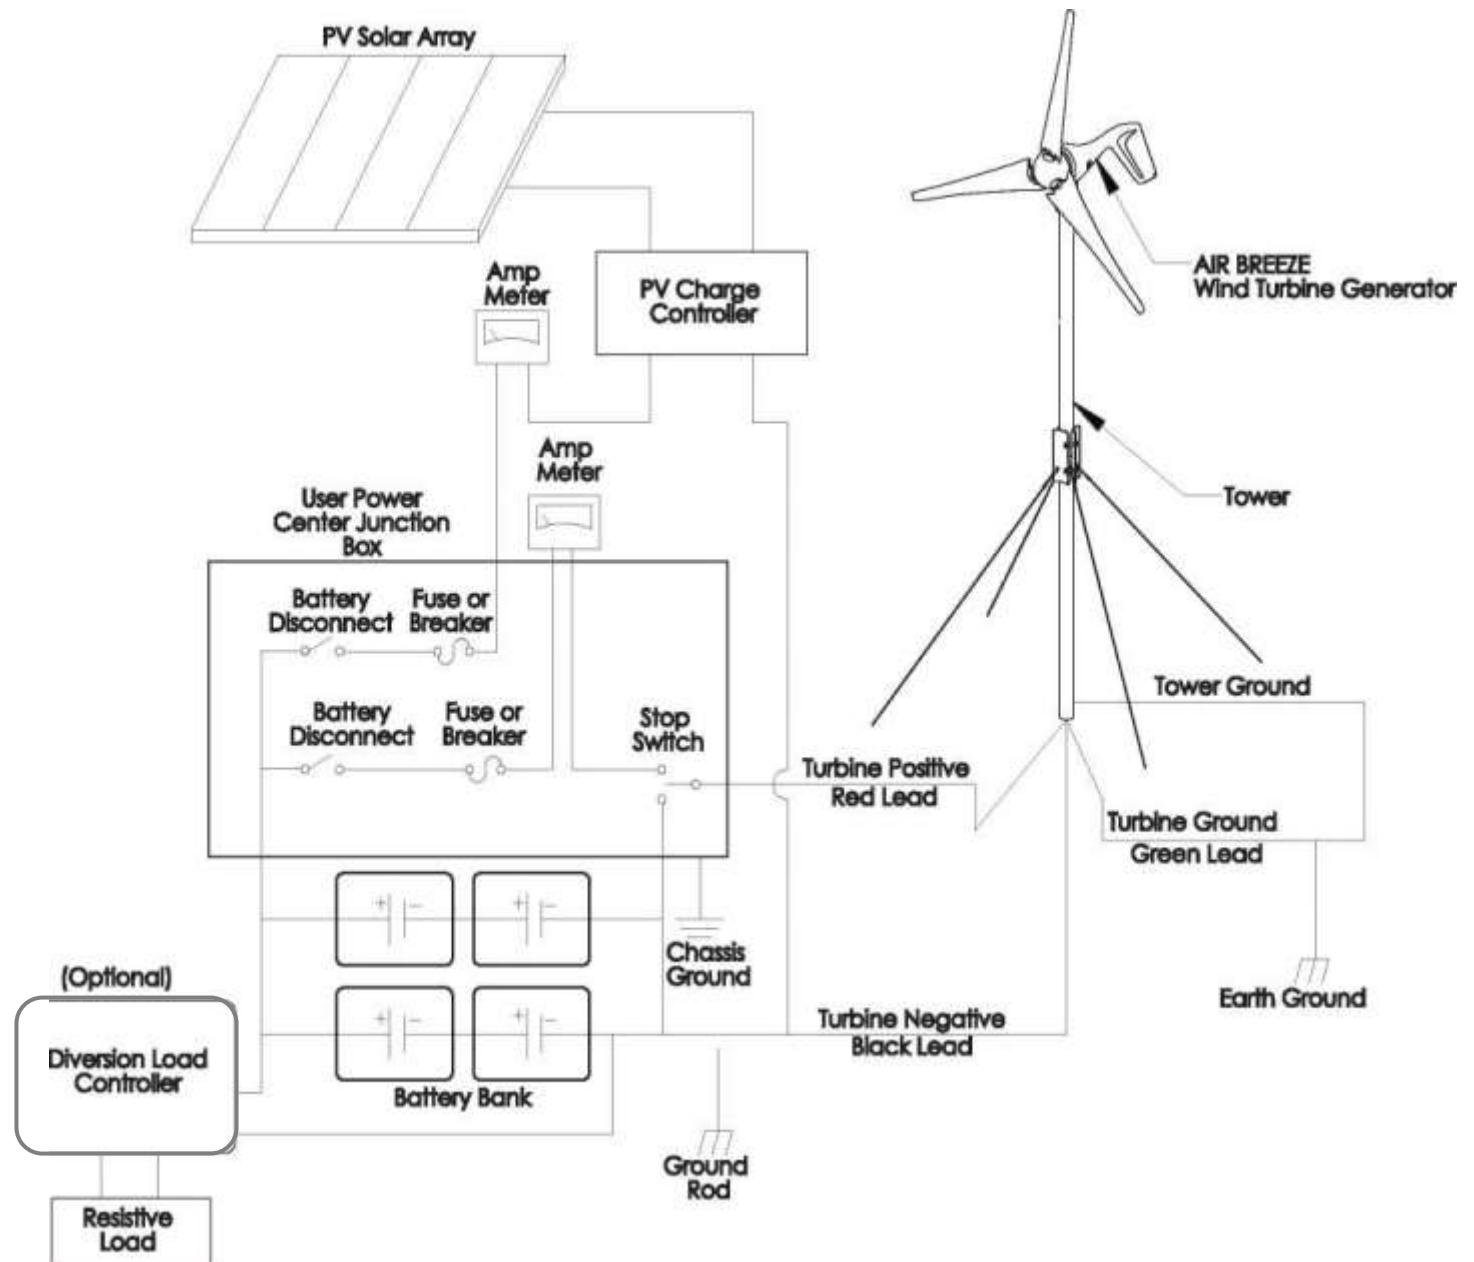 PV Solar Array
Amp
Meter
PV Charge
Controller
AIR BREEZE
Wind Turbine Generator
Amp
Meter
Tower
User Power
Center Junction
Box
Battery
Disconnect
Fuse or
Breaker
Battery
Disconnect
Fuse or
Breaker
Stop
Switch
Tower Ground
Turbine Positive
Red Lead
Turbine Ground
Green Lead
+ −
+ −
Chassis
Ground
(Optional)
Diversion Load
Controller
+ −
+ −
Battery Bank
Turbine Negative
Black Lead
Earth Ground
Ground
Rod
Resistive
Load